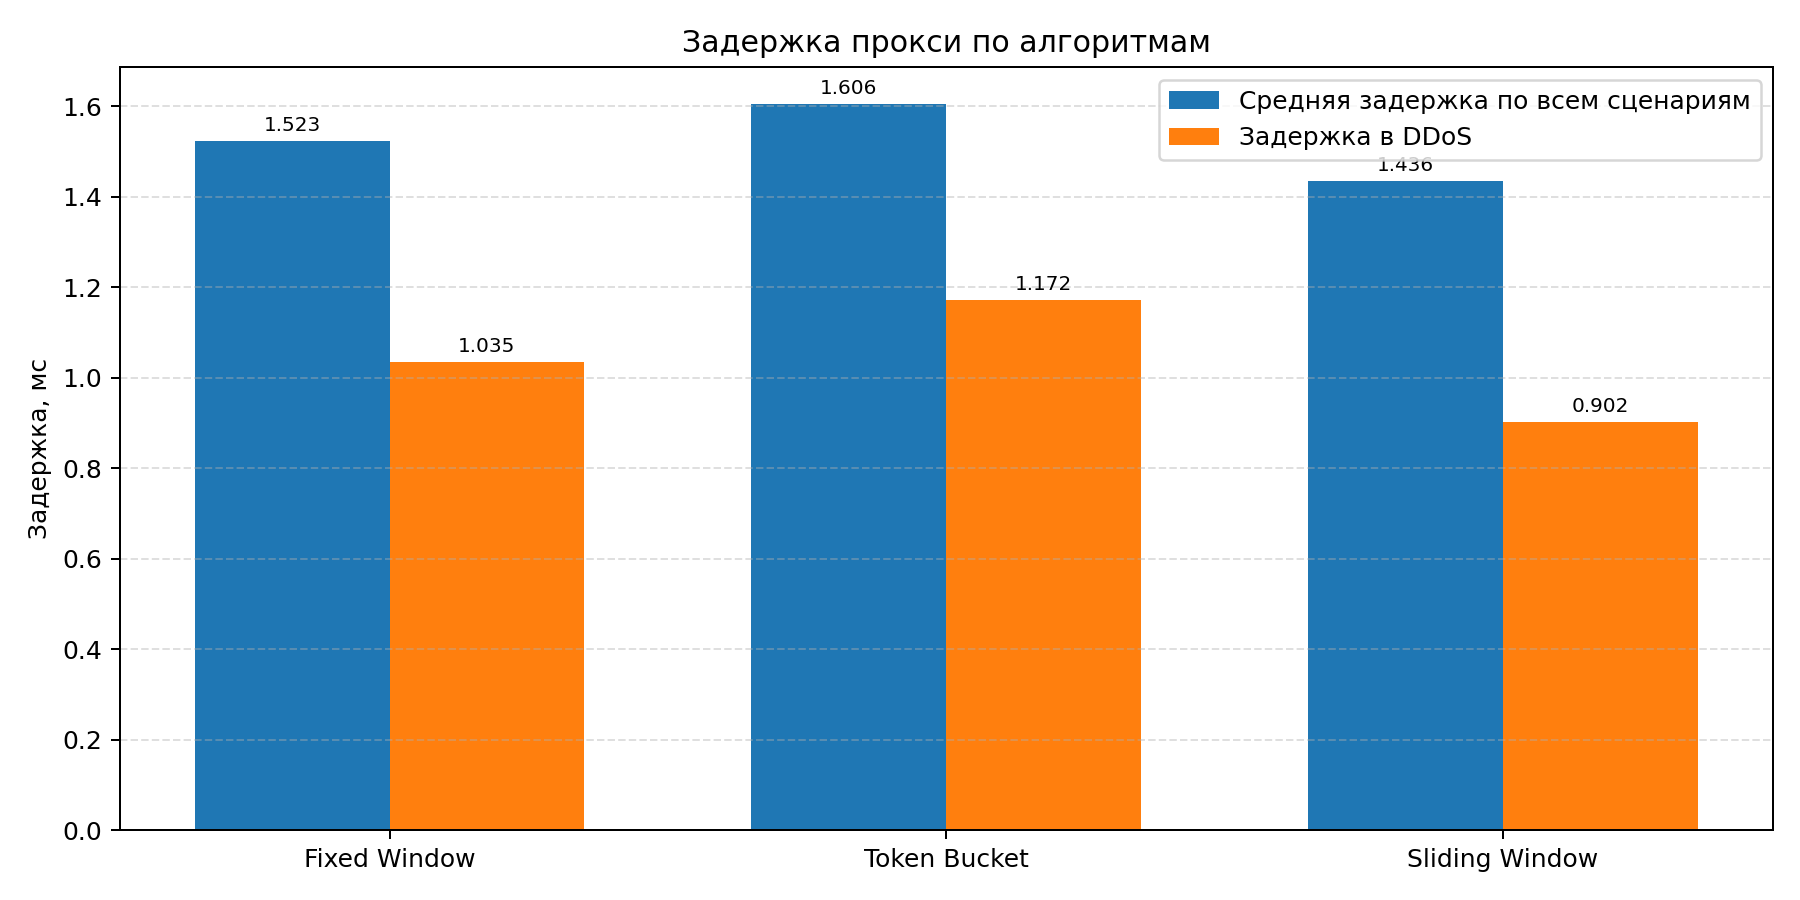 Задержка прокси по алгоритмам
Средняя задержка по всем сценариям
Задержка в DDoS
Задержка, мс
1.6
1.4
1.2
1.0
0.8
0.6
0.4
0.2
0.0
1.523
1.035
1.606
1.172
1.436
0.902
Fixed Window
Token Bucket
Sliding Window